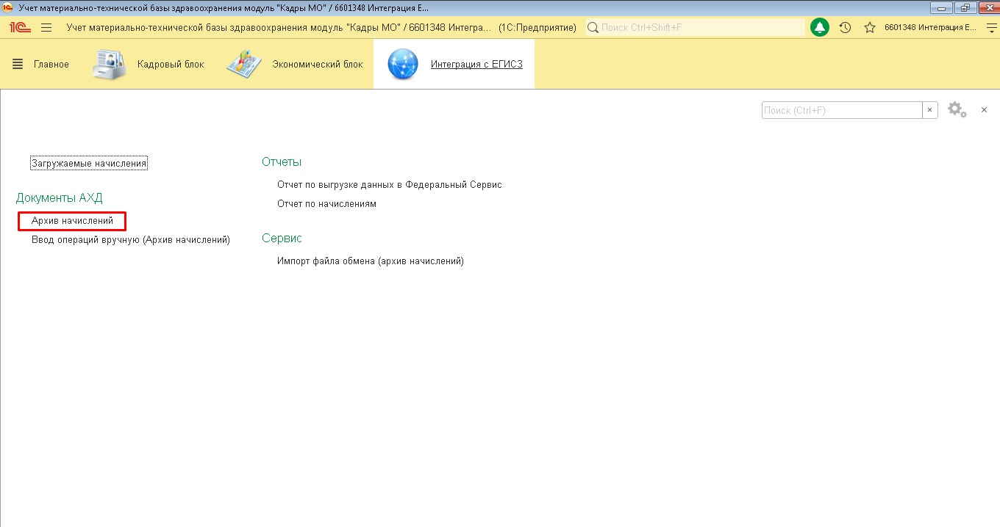 Учет материально-технической базы здравоохранения модуль "Кадры МО" / 6601348 Интеграция Е...
Учет материально-технической базы здравоохранения модуль "Кадры МО" / 6601348 Интегра... (1С:Предприятие)
Поиск Ctrl+Shift+F
6601348 Интеграция Е...
Главное
Кадровый блок
Экономический блок
Интеграция с ЕГИСЗ
Поиск (Ctrl+F)
Загружаемые начисления
Документы АХД
Архив начислений
Ввод операций вручную (Архив начислений)
Отчеты
Отчет по выгрузке данных в Федеральный Сервис
Отчет по начислениям
Сервис
Импорт файла обмена (архив начислений)